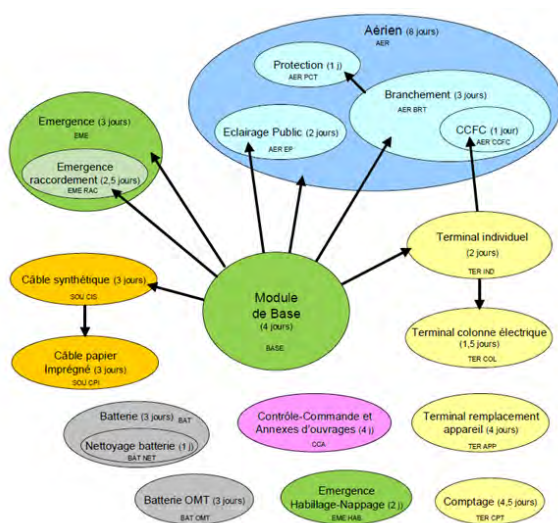 Aérien (6 jours)
AER
Protection (1 j)
AER PCT
Branchement (3 jours)
AER BRT
Emergence (3 jours)
EME
Eclairage Public (2 jours)
AER EP
CCFC (1 jour)
AER CCFC
Emergence
raccordement (2,5 jours)
EME RAC
Terminal individuel
(2 jours)
TER IND
Câble synthétique (3 jours)
SOU CIS
Module
de Base
(4 jours)
BASE
Terminal colonne électrique
(1,5 jours)
TER COL
Câble papier
Imprégné (3 jours)
SOU CPI
Batterie (3 jours) BAT
Nettoyage batterie (1 j)
BAT NET
Contrôle-Commande et
Annexes d'ouvrages (4 j)
CCA
Terminal remplacement
appareil (4 jours)
TER APP
Batterie OMT (3 jours)
BAT OMT
Emergence
Habillage-Nappage (2 j)
EME HAB
Comptage (4,5 jours)
TER CPT